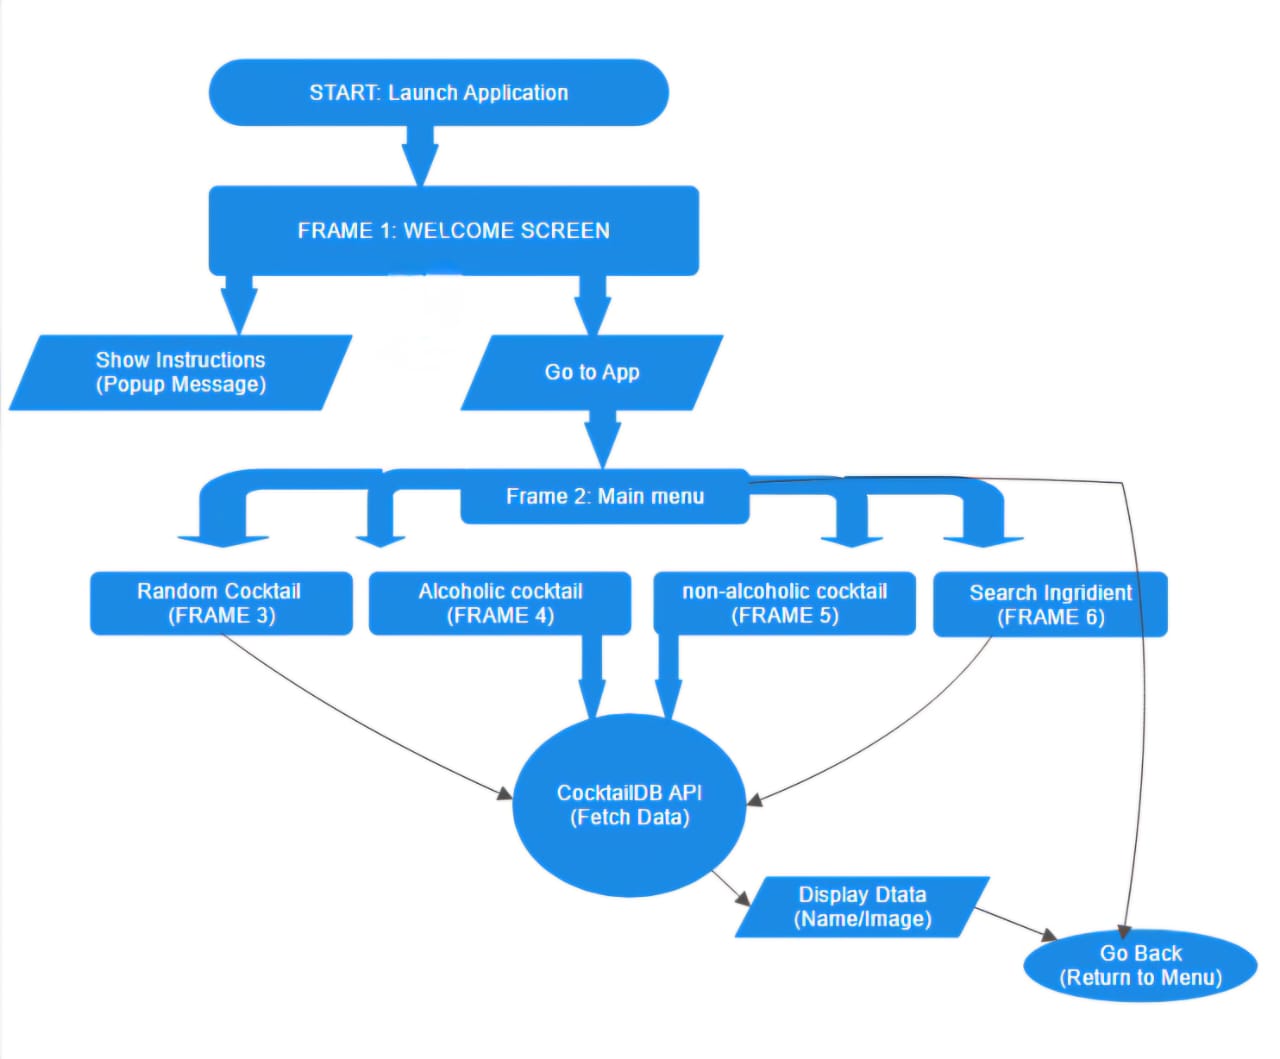 START: Launch Application
FRAME 1: WELCOME SCREEN
Show Instructions
(Popup Message)
Go to App
Frame 2: Main menu
Random Cocktail
(FRAME 3)
Alcoholic cocktail
(FRAME 4)
non-alcoholic cocktail
(FRAME 5)
Search Ingridient
(FRAME 6)
CocktailDB API
(Fetch Data)
Display Dtata
(Name/Image)
Go Back
(Return to Menu)